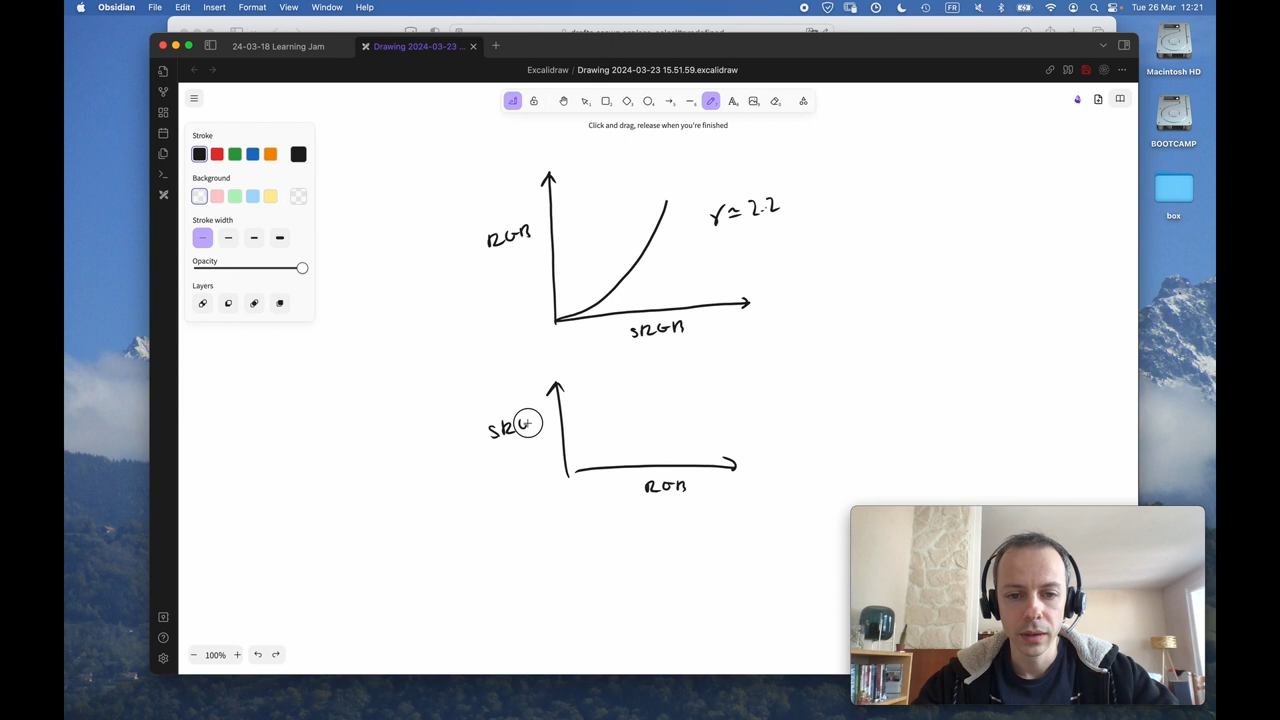 Obsidian File Edit Insert Format View Window Help
FR
Tue 26 Mar 12:21
24-03-18 Learning Jam
Drawing 2024-03-23 ...
Excalidraw / Drawing 2024-03-23 15.51.59.excalidraw
Click and drag, release when you're finished
Macintosh HD
BOOTCAMP
box
Stroke
Background
Stroke width
Opacity
Layers
RGB
γ≃2.2
SRGB
SRG
RGB
100%